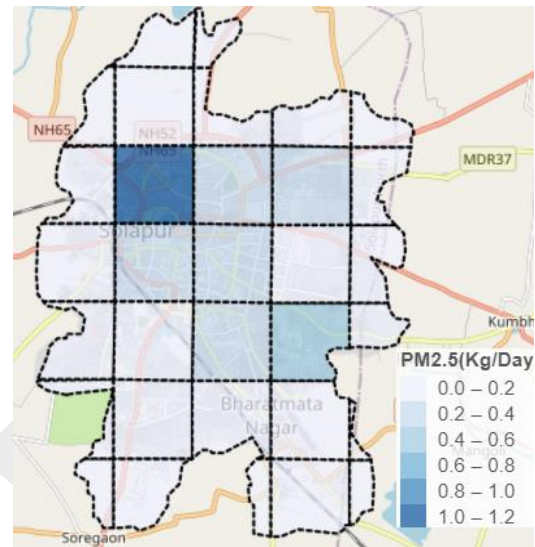 NH65
NH52
NH65
MDR37
Solapur
Kumbh
PM2.5(Kg/Day
0.0 – 0.2
0.2 – 0.4
0.4 – 0.6
0.6 – 0.8
0.8 – 1.0
1.0 – 1.2
Bharatmata
Nagar
Mangoli
Soregaon